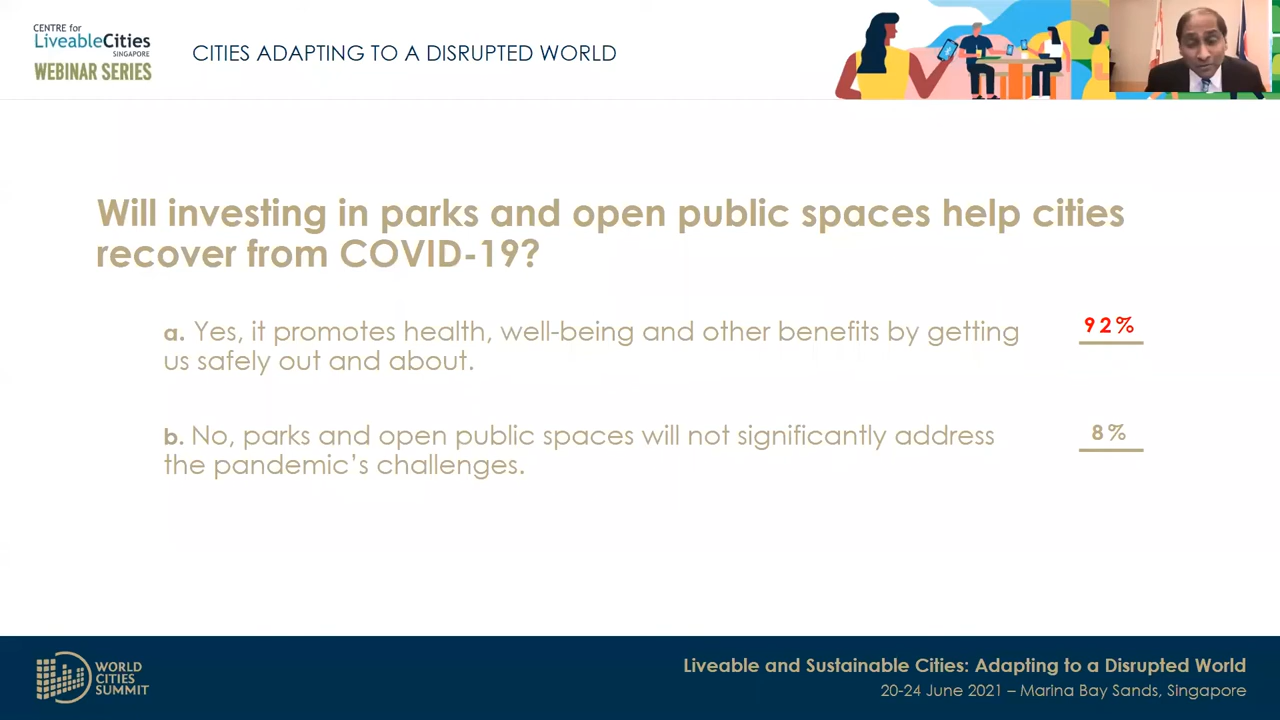 CENTRE for
LiveableCities
SINGAPORE
WEBINAR SERIES
CITIES ADAPTING TO A DISRUPTED WORLD
Will investing in parks and open public spaces help cities
recover from COVID-19?
a. Yes, it promotes health, well-being and other benefits by getting
us safely out and about.
92%
b. No, parks and open public spaces will not significantly address
the pandemic’s challenges.
8%
WORLD
CITIES
SUMMIT
Liveable and Sustainable Cities: Adapting to a Disrupted World
20-24 June 2021 – Marina Bay Sands, Singapore